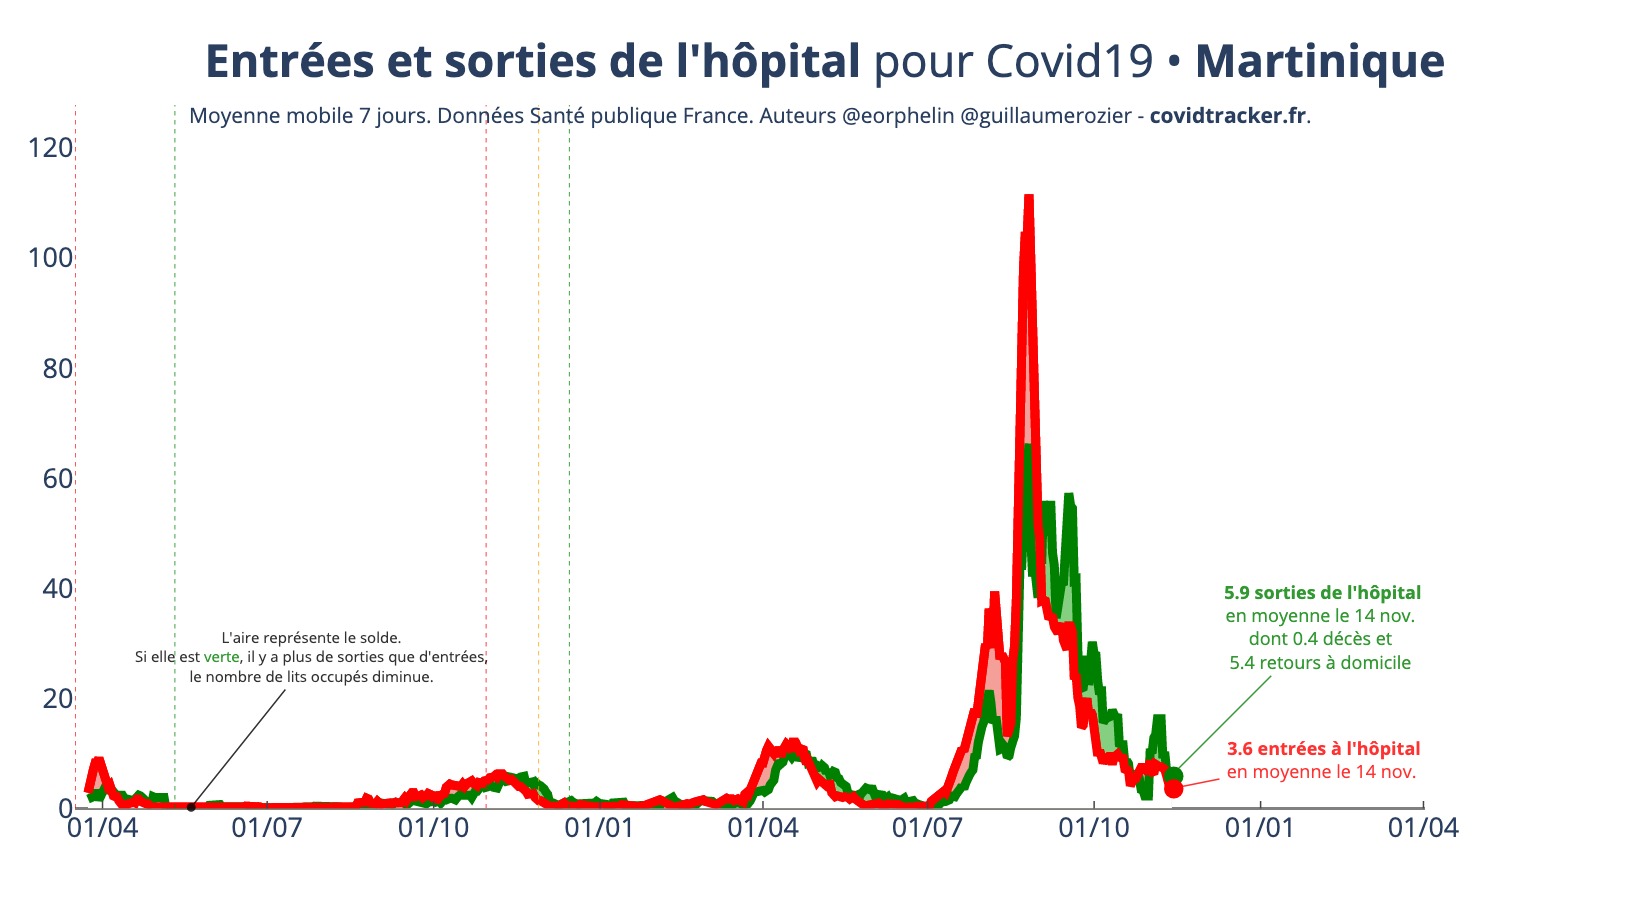 Entrées et sorties de l'hôpital pour Covid19 • Martinique
Moyenne mobile 7 jours. Données Santé publique France. Auteurs @eorphelin @guillaumerozier - covidtracker.fr.
120
100
80
60
40
20
0
L'aire représente le solde.
Si elle est verte, il y a plus de sorties que d'entrées,
le nombre de lits occupés diminue.
5.9 sorties de l'hôpital
en moyenne le 14 nov.
dont 0.4 décès et
5.4 retours à domicile
3.6 entrées à l'hôpital
en moyenne le 14 nov.
01/04 01/07 01/10 01/01 01/04 01/07 01/10 01/01 01/04